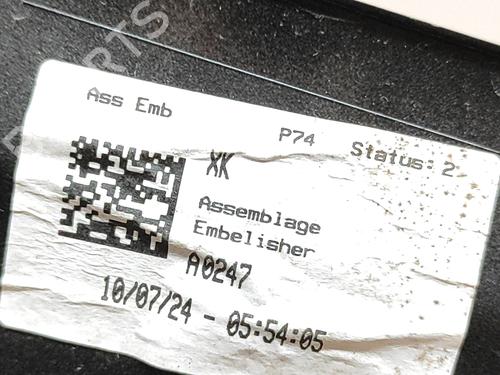 Ass Emb
P74
Status: 2
XK
Assemblage
Embelisher
A0247
10/07/24 - 05:54:05